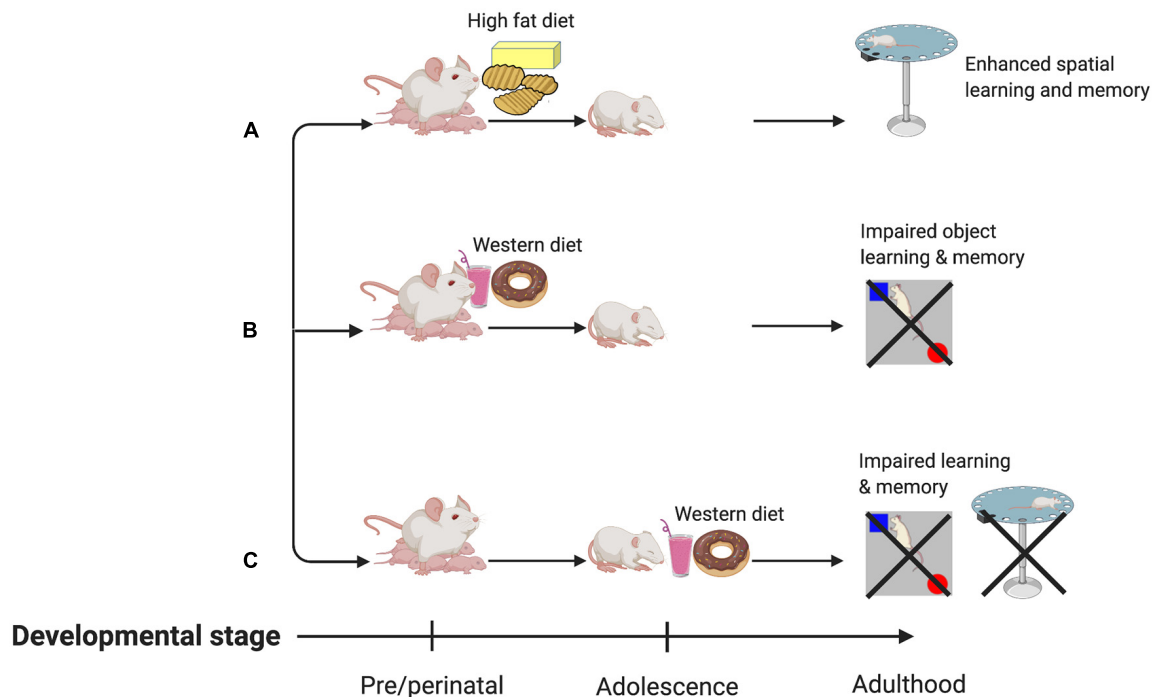 High fat diet
A
Enhanced spatial
learning and memory
Western diet
B
Impaired object
learning & memory
C
Western diet
Impaired learning
& memory
Developmental stage
Pre/perinatal
Adolescence
Adulthood